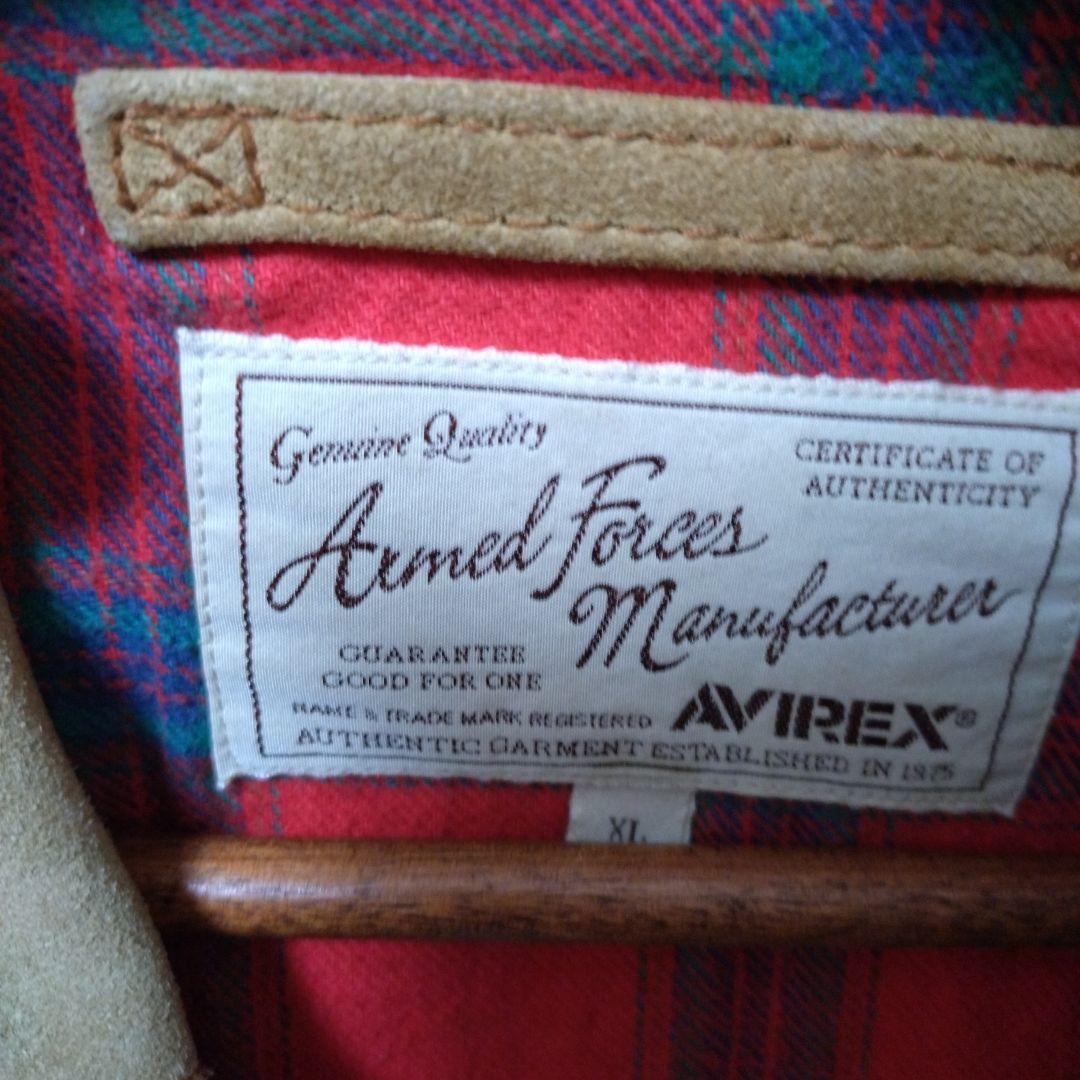 Genuine Quality
CERTIFICATE OF
AUTHENTICITY
Armed Forces
Manufacturer
GUARANTEE
GOOD FOR ONE
NAME & TRADE MARK REGISTERED
AVIREX®
AUTHENTIC GARMENT ESTABLISHED IN 1975
XL